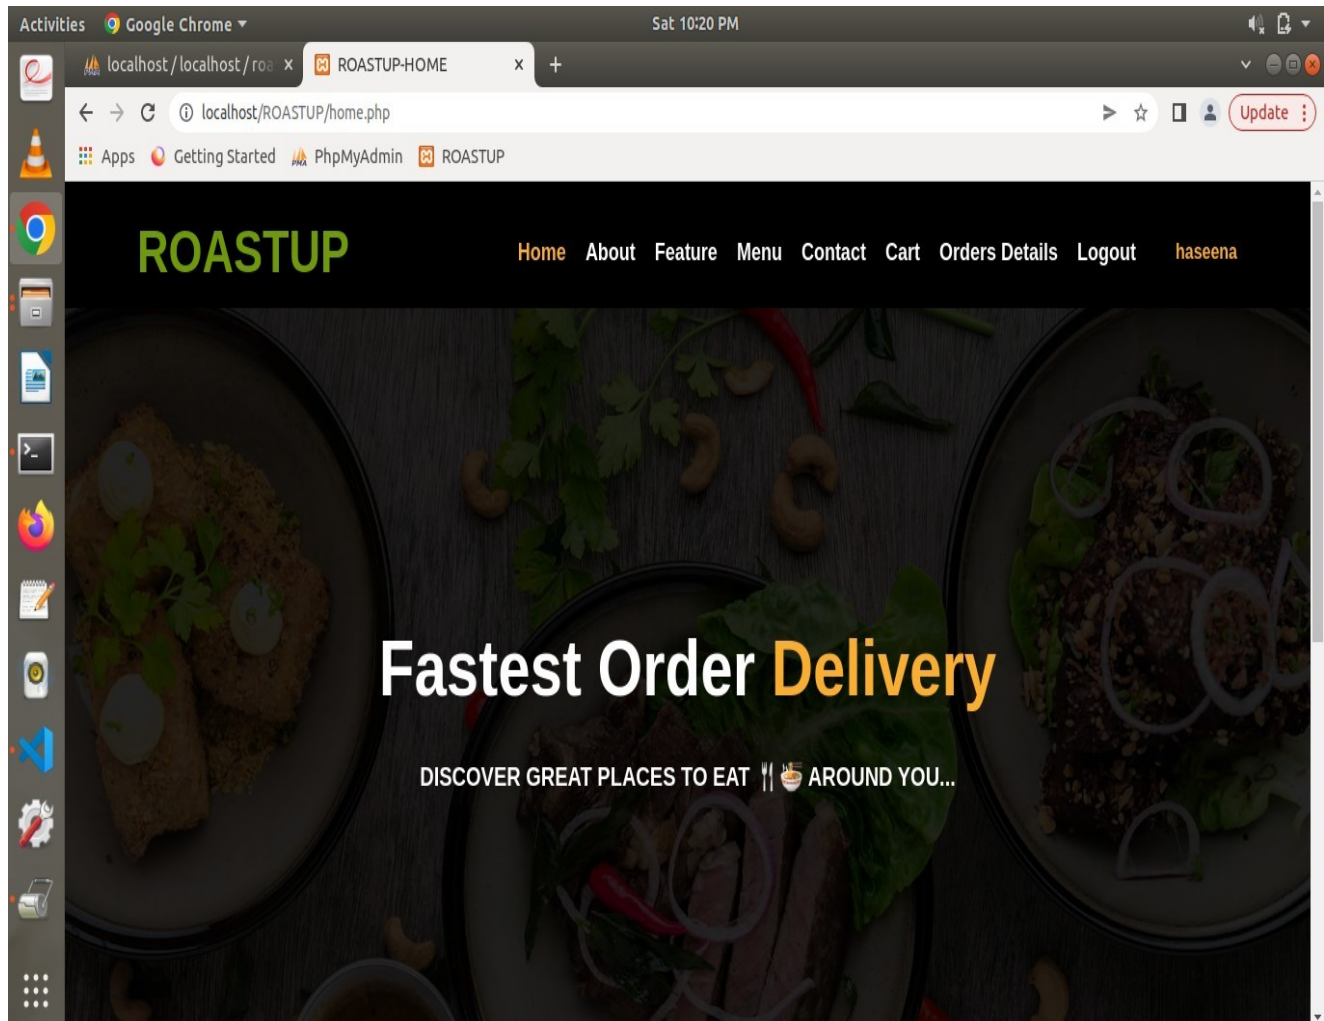 Activities Google Chrome Sat 10:20 PM
localhost / localhost / roa ROASTUP-HOME
localhost/ROASTUP/home.php Update
Apps Getting Started PhpMyAdmin ROASTUP
ROASTUP Home About Feature Menu Contact Cart Orders Details Logout haseena
Fastest Order Delivery
DISCOVER GREAT PLACES TO EAT 🍴🍜 AROUND YOU...